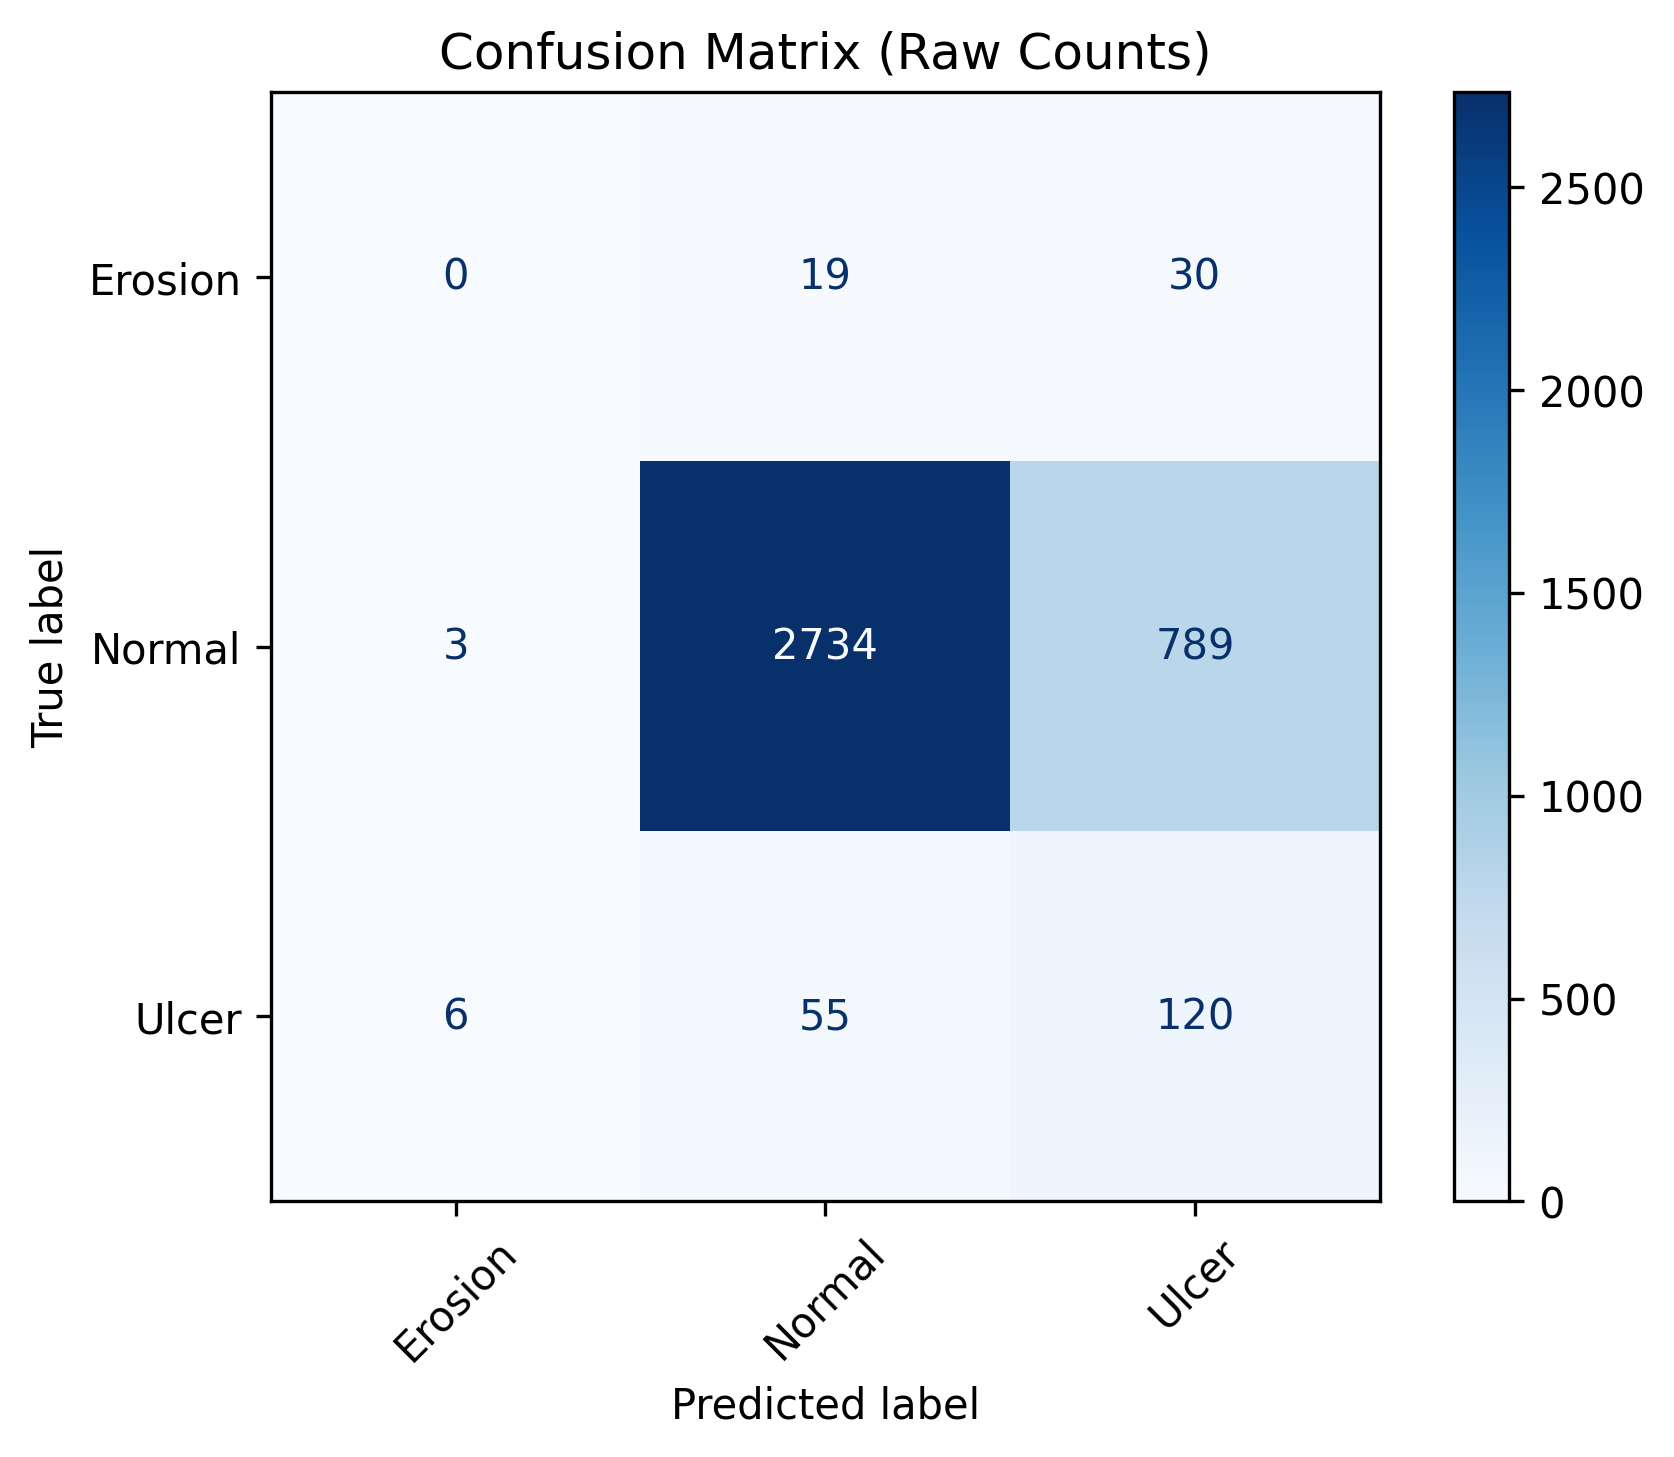 Confusion Matrix (Raw Counts)
True label
Erosion
0
19
30
Normal
3
2734
789
Ulcer
6
55
120
Erosion
Normal
Ulcer
Predicted label
2500
2000
1500
1000
500
0